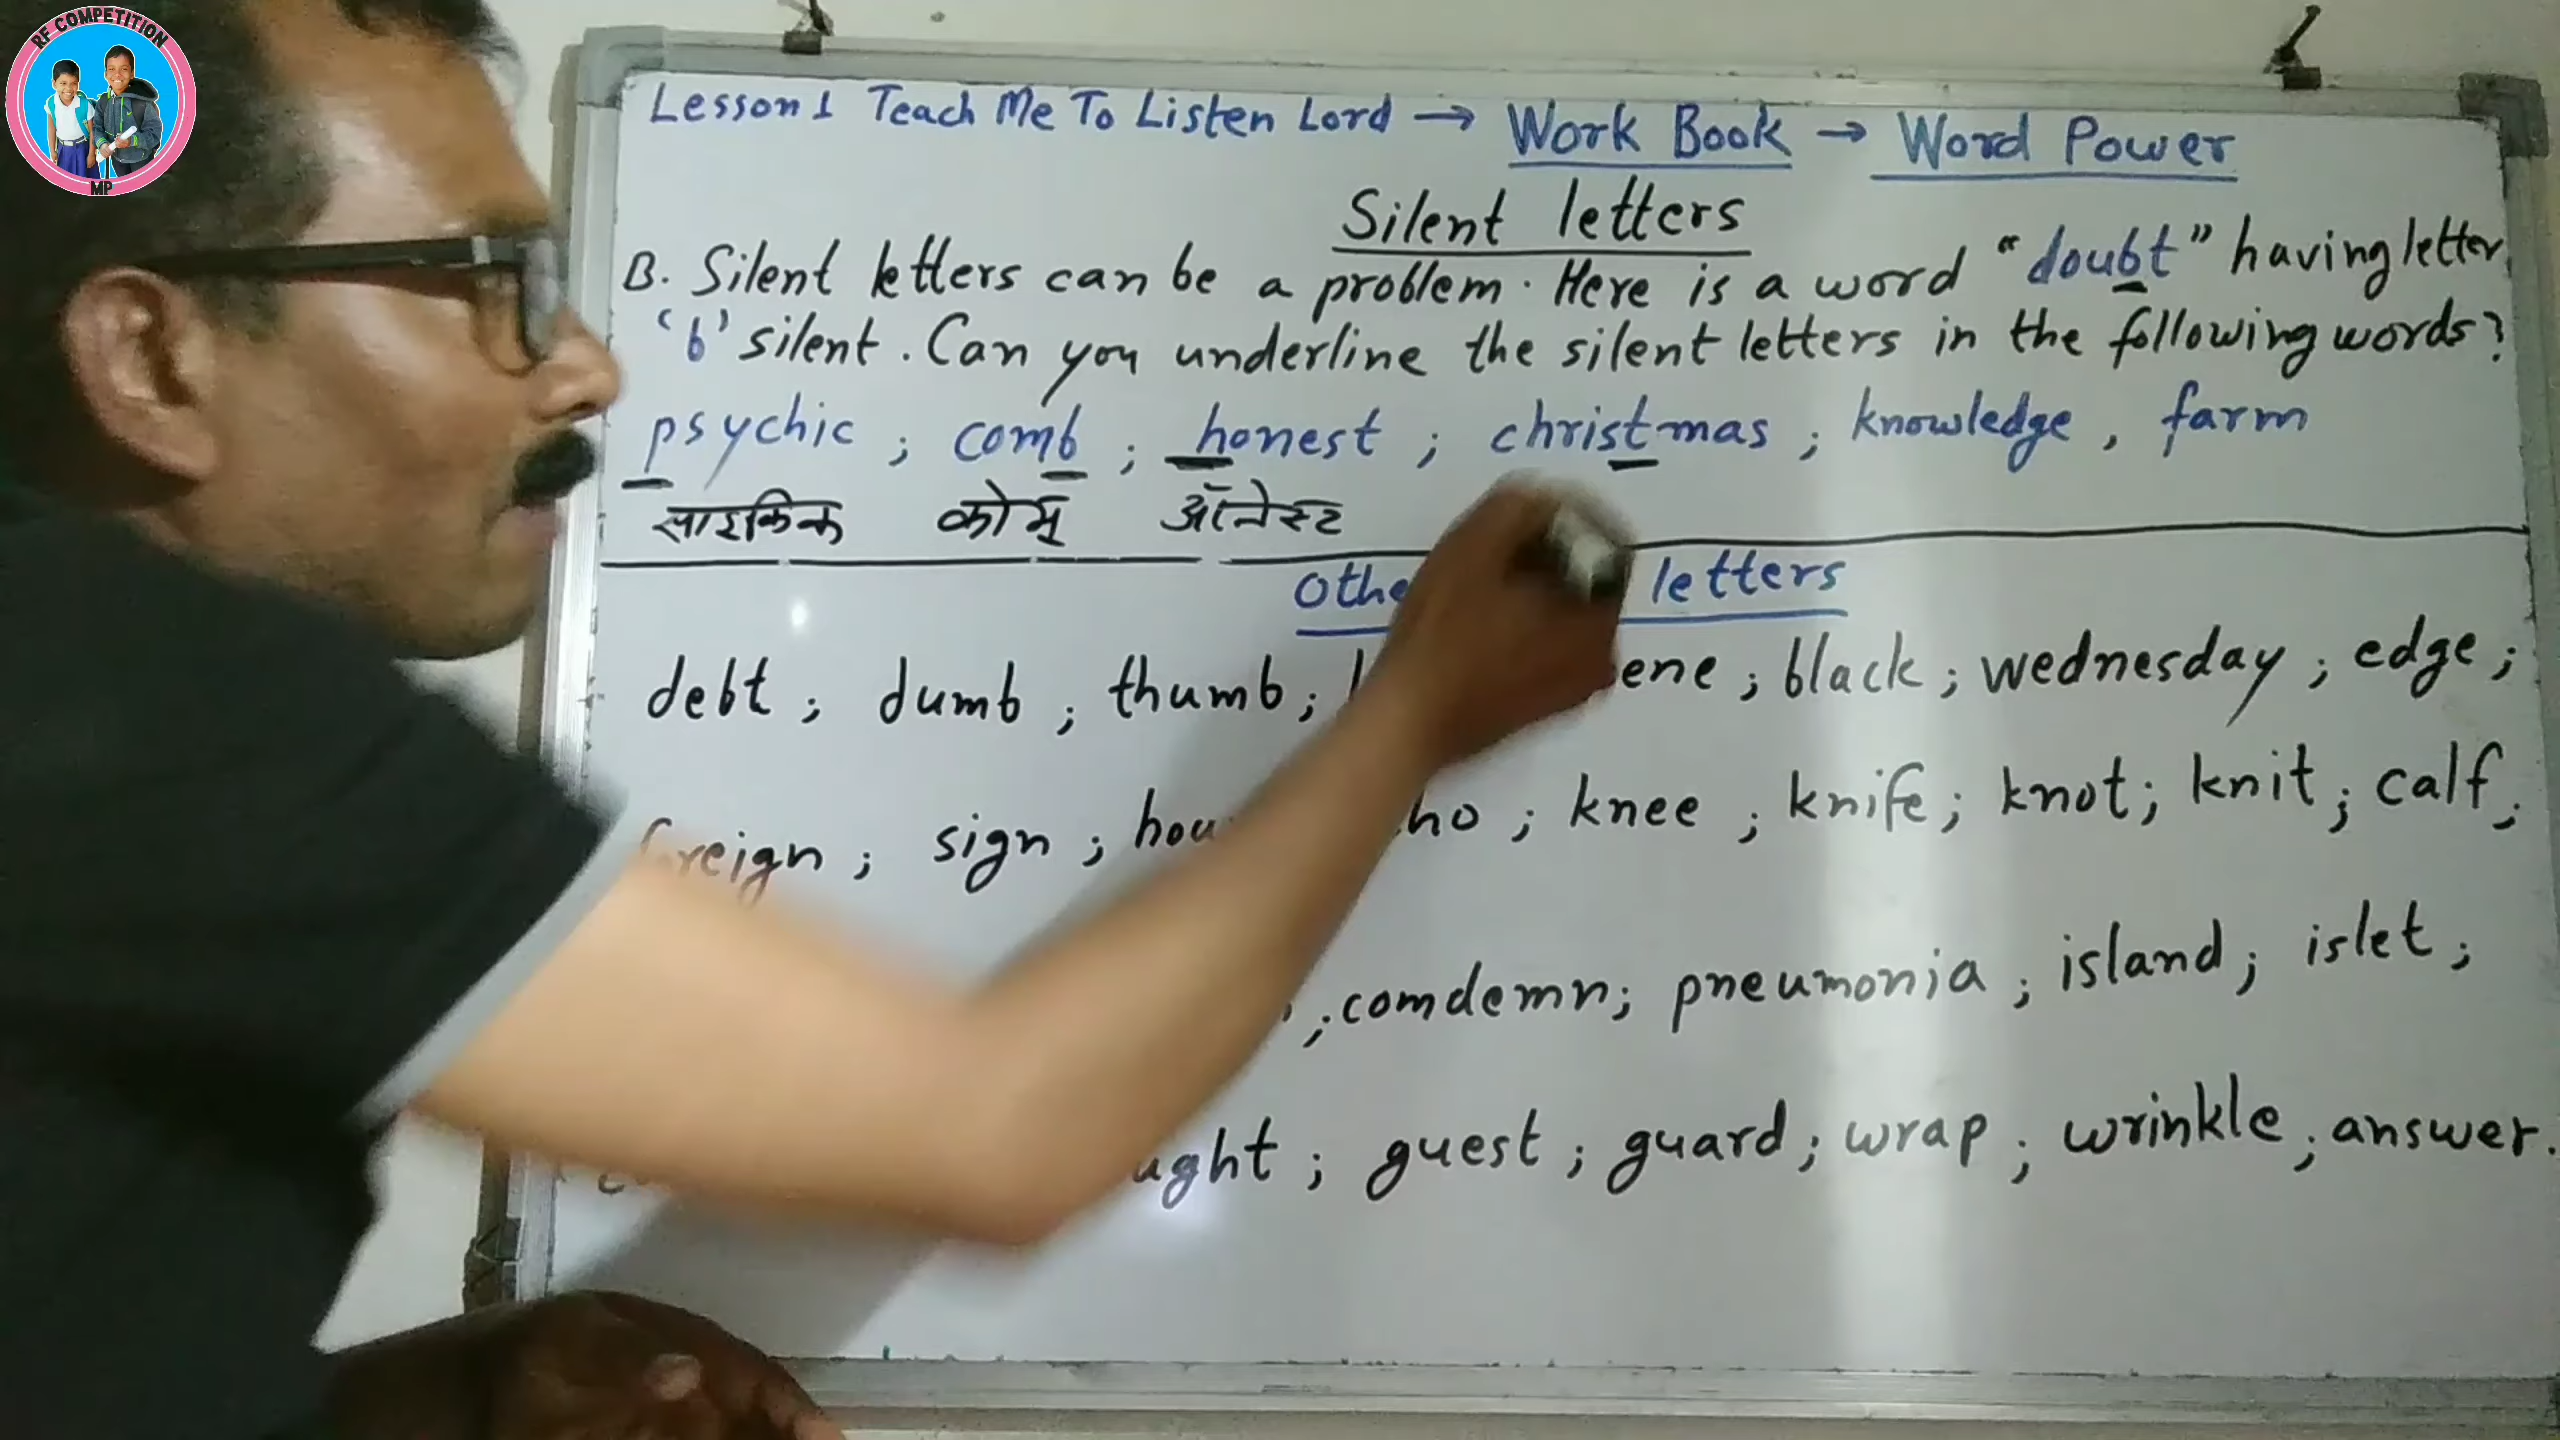 RF COMPETITION
MP
Lesson 1 Teach Me To Listen Lord → Work Book → Word Power
Silent letters
B. Silent letters can be a problem. Here is a word "doubt" having letter
'b' silent. Can you underline the silent letters in the following words?
psychic ; comb ; honest ; christmas ; knowledge , farm
साइकिक कोम् ऑनेस्ट
letters
debt ; dumb ; thumb ; black ; wednesday ; edge ;
foreign ; sign ; knee ; knife ; knot ; knit ; calf ;
; comdemn ; pneumonia ; island ; islet ;
; guest ; guard ; wrap ; wrinkle ; answer .